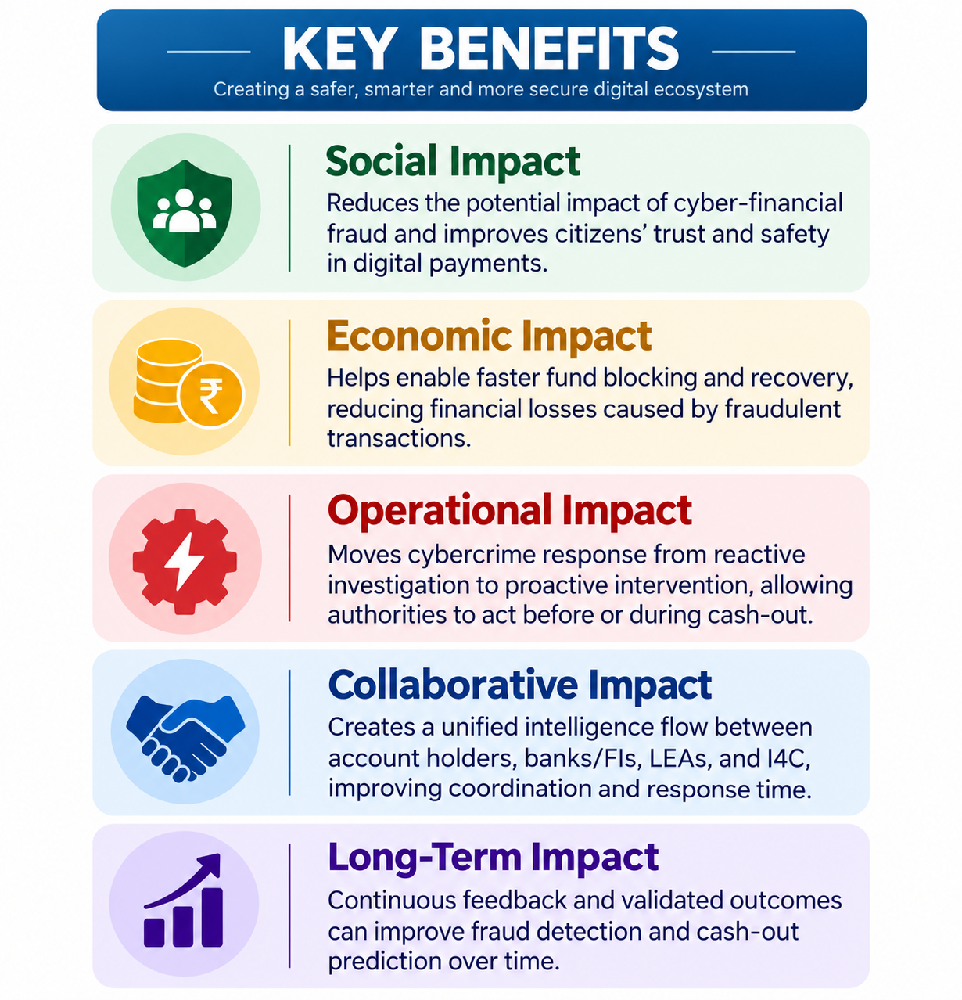 KEY BENEFITS
Creating a safer, smarter and more secure digital ecosystem
Social Impact
Reduces the potential impact of cyber-financial
fraud and improves citizens’ trust and safety
in digital payments.
Economic Impact
Helps enable faster fund blocking and recovery,
reducing financial losses caused by fraudulent
transactions.
₹
Operational Impact
Moves cybercrime response from reactive
investigation to proactive intervention, allowing
authorities to act before or during cash-out.
Collaborative Impact
Creates a unified intelligence flow between
account holders, banks/FIs, LEAs, and I4C,
improving coordination and response time.
Long-Term Impact
Continuous feedback and validated outcomes
can improve fraud detection and cash-out
prediction over time.